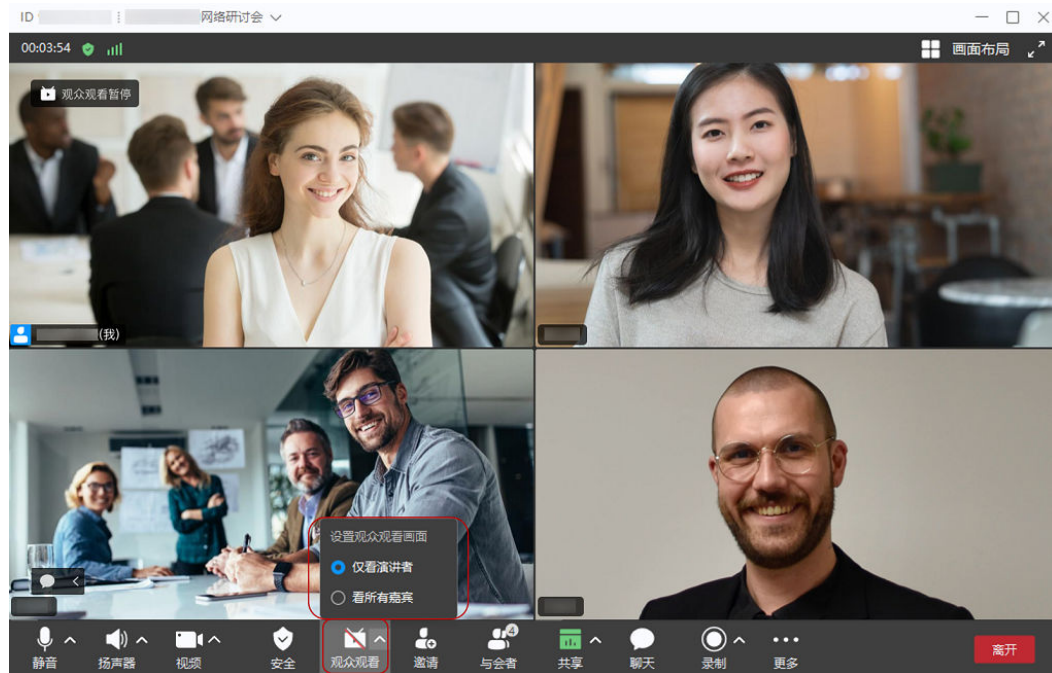 ID
网络研讨会
00:03:54
画面布局
观众观看暂停
(我)
设置观众观看画面
仅看演讲者
看所有嘉宾
4
静音
扬声器
视频
安全
观众观看
邀请
与会者
共享
聊天
录制
更多
离开